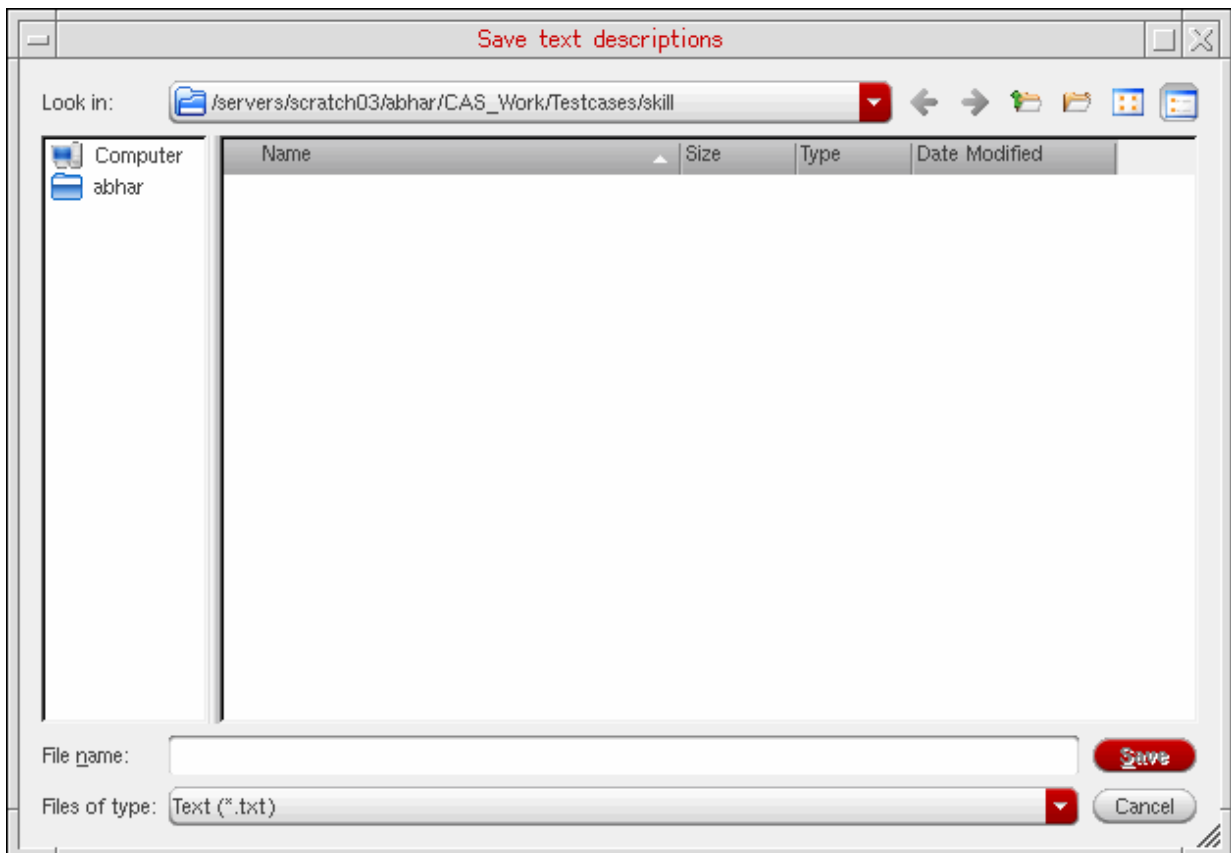 Save text descriptions
Look in: /servers/scratch03/abhar/CAS_Work/Testcases/skill
Computer
abhar
Name Size Type Date Modified
File name: Save
Files of type: Text (*.txt) Cancel